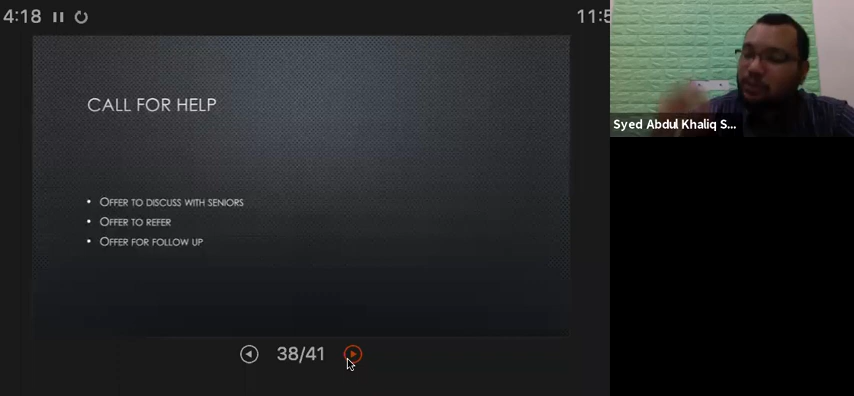 4:18
11:5
CALL FOR HELP
• OFFER TO DISCUSS WITH SENIORS
• OFFER TO REFER
• OFFER FOR FOLLOW UP
38/41
Syed Abdul Khaliq S...